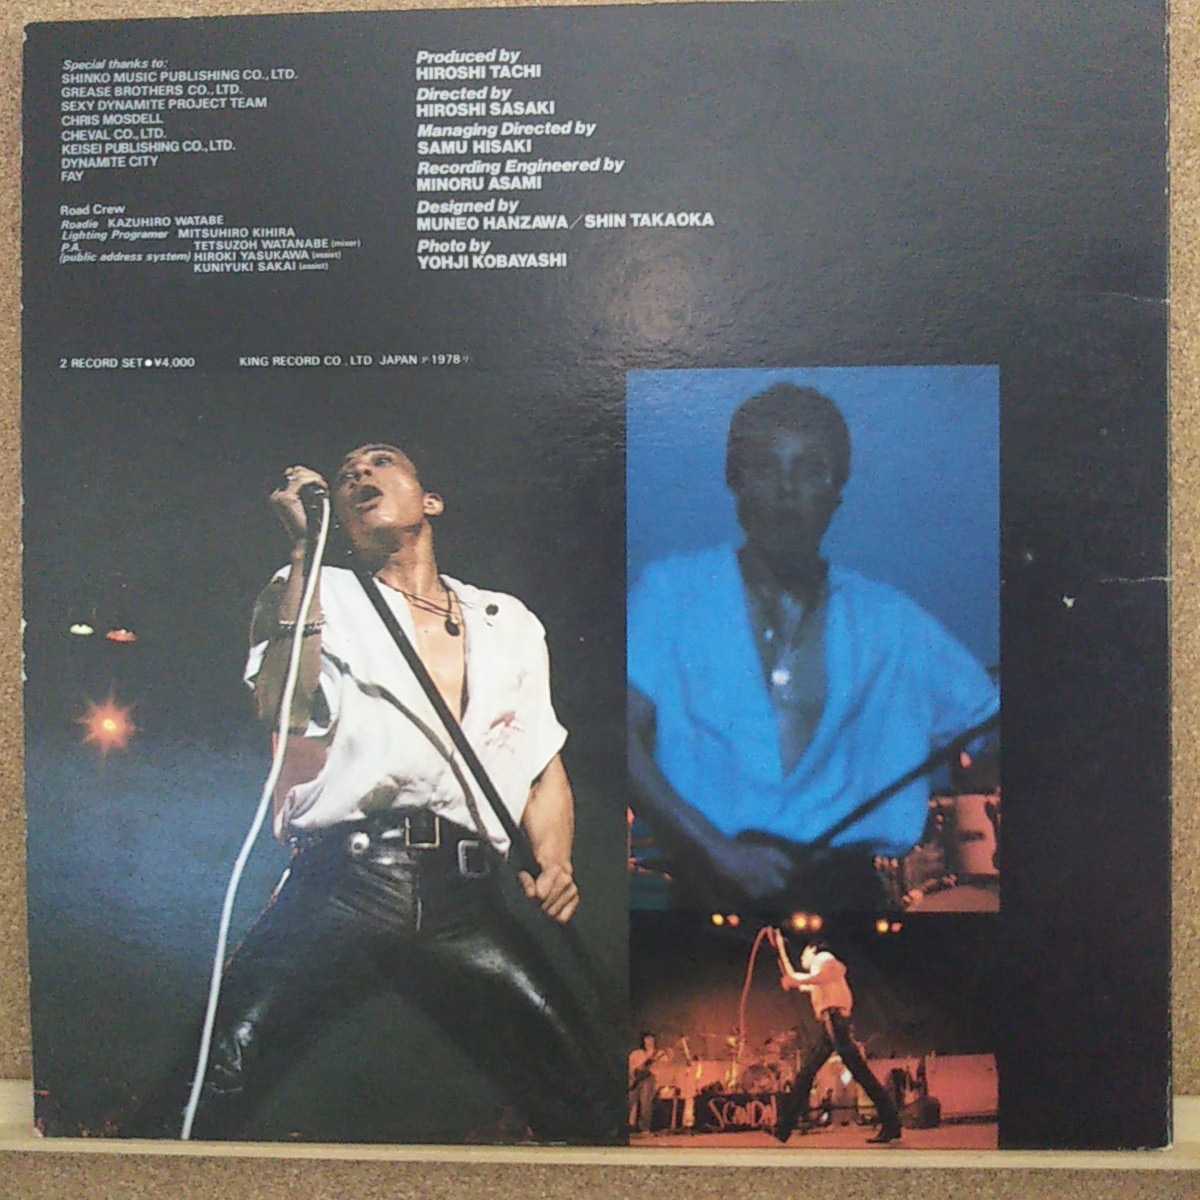 Special thanks to:
SHINKO MUSIC PUBLISHING CO., LTD.
GREASE BROTHERS CO., LTD.
SEXY DYNAMITE PROJECT TEAM
CHRIS MOSDELL
CHEVAL CO., LTD.
KEISEI PUBLISHING CO., LTD.
DYNAMITE CITY
FAY
Road Crew
Roadie KAZUHIRO WATABE
Lighting Programer MITSUHIRO KIHIRA
P.A. TETSUZOH WATANABE (mixer)
(public address system) HIROKI YASUKAWA (assist)
KUNIYUKI SAKAI (assist)
Produced by
HIROSHI TACHI
Directed by
HIROSHI SASAKI
Managing Directed by
SAMU HISAKI
Recording Engineered by
MINORU ASAMI
Designed by
MUNEO HANZAWA/SHIN TAKAOKA
Photo by
YOHJI KOBAYASHI
2 RECORD SET●¥4,000 KING RECORD CO., LTD JAPAN 1978
SCANDAL